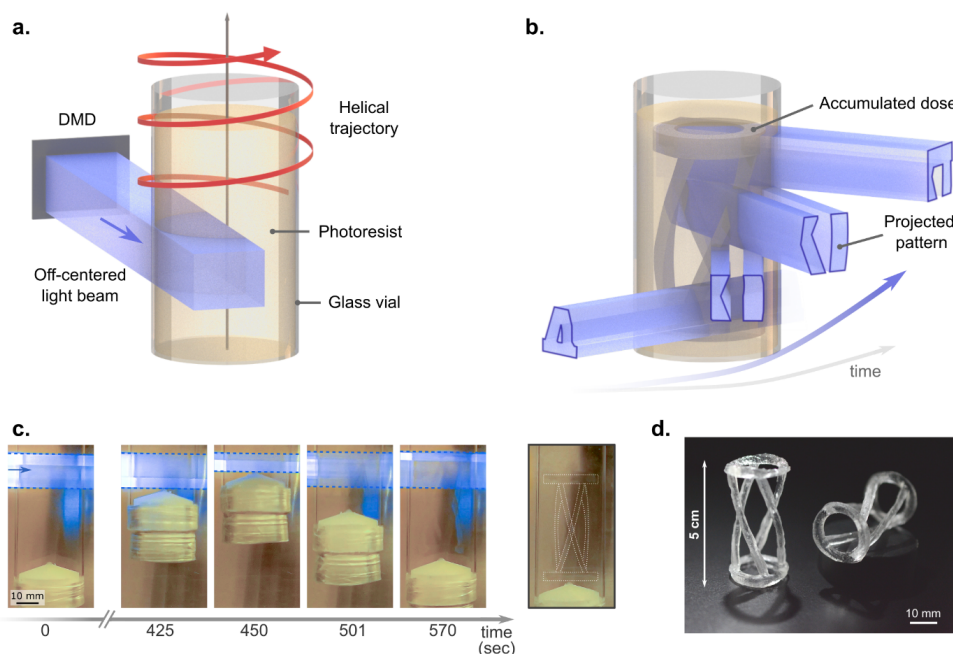 a.
DMD
Helical
trajectory
Photoresist
Off-centered
light beam
Glass vial
b.
Accumulated dose
Projected
pattern
time
c.
10 mm
0
425
450
501
570
time
(sec)
d.
5 cm
10 mm